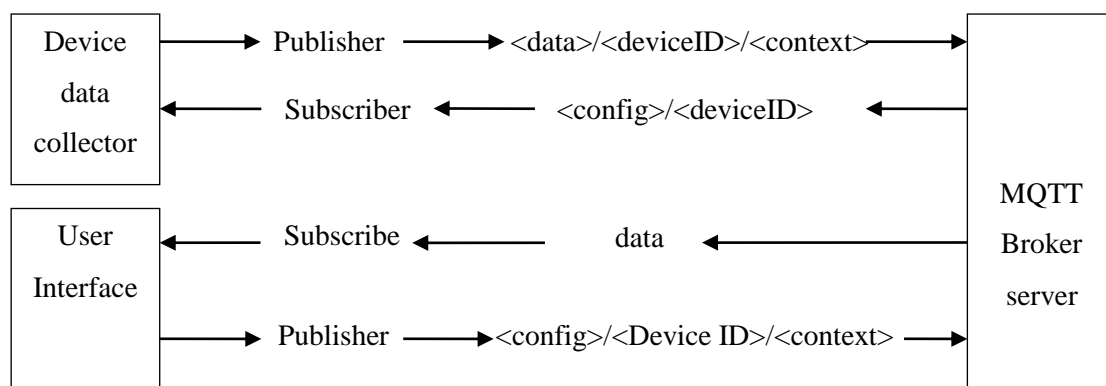 Device
data
collector
Publisher
<data>/<deviceID>/<context>
Subscriber
<config>/<deviceID>
User
Interface
Subscribe
data
Publisher
<config>/<Device ID>/<context>
MQTT
Broker
server